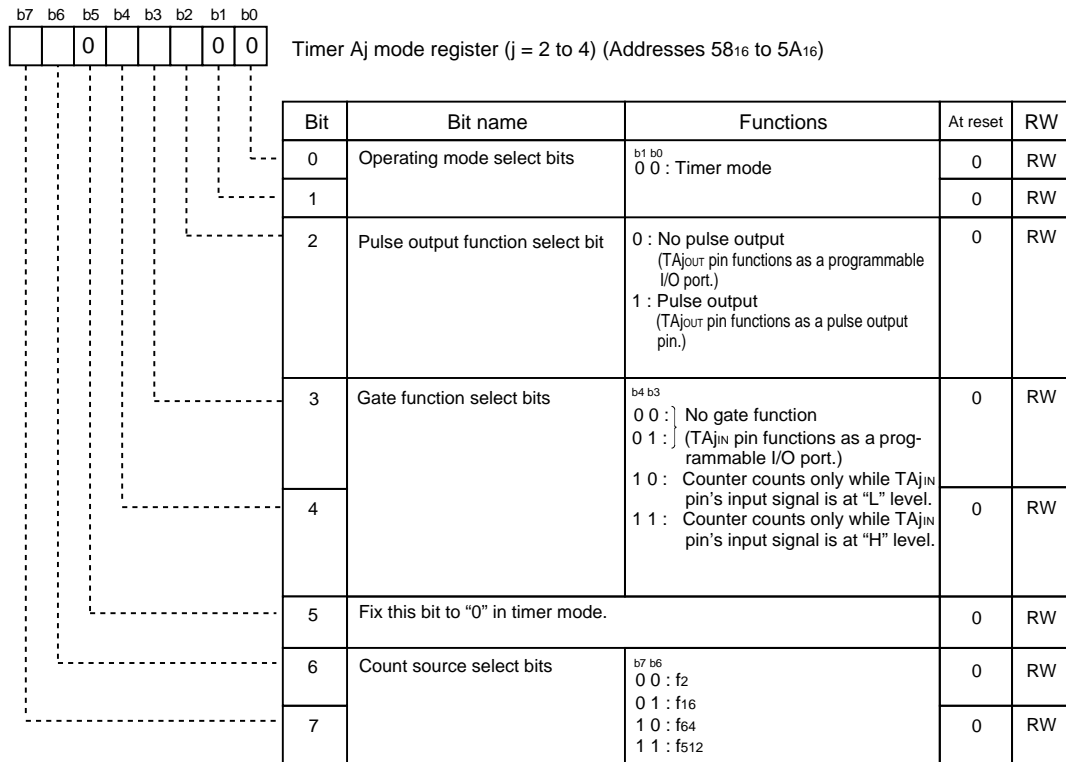 b7 b6 b5 b4 b3 b2 b1 b0
0 0 0
Timer Aj mode register (j = 2 to 4) (Addresses 5816 to 5A16)
Bit Bit name Functions At reset RW
0 Operating mode select bits b1 b0 0 RW
0 0 : Timer mode
1 0 RW
2 Pulse output function select bit 0 : No pulse output 0 RW
(TAjOUT pin functions as a programmable
I/O port.)
1 : Pulse output
(TAjOUT pin functions as a pulse output
pin.)
3 Gate function select bits b4 b3 0 RW
0 0 : No gate function
0 1 : (TAjIN pin functions as a prog-
rammable I/O port.)
1 0 : Counter counts only while TAjIN
pin’s input signal is at “L” level.
4 0 RW
1 1 : Counter counts only while TAjIN
pin’s input signal is at “H” level.
5 Fix this bit to “0” in timer mode. 0 RW
6 Count source select bits b7 b6 0 RW
0 0 : f2
0 1 : f16
7 1 0 : f64 0 RW
1 1 : f512